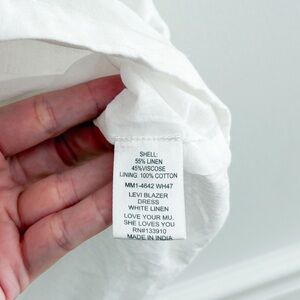 SHELL:
55% LINEN
45%VISCOSE
LINING: 100% COTTON
MM1-4642 WH47
LEVI BLAZER
DRESS
WHITE LINEN
LOVE YOUR MU.
SHE LOVES YOU
RN#133910
MADE IN INDIA